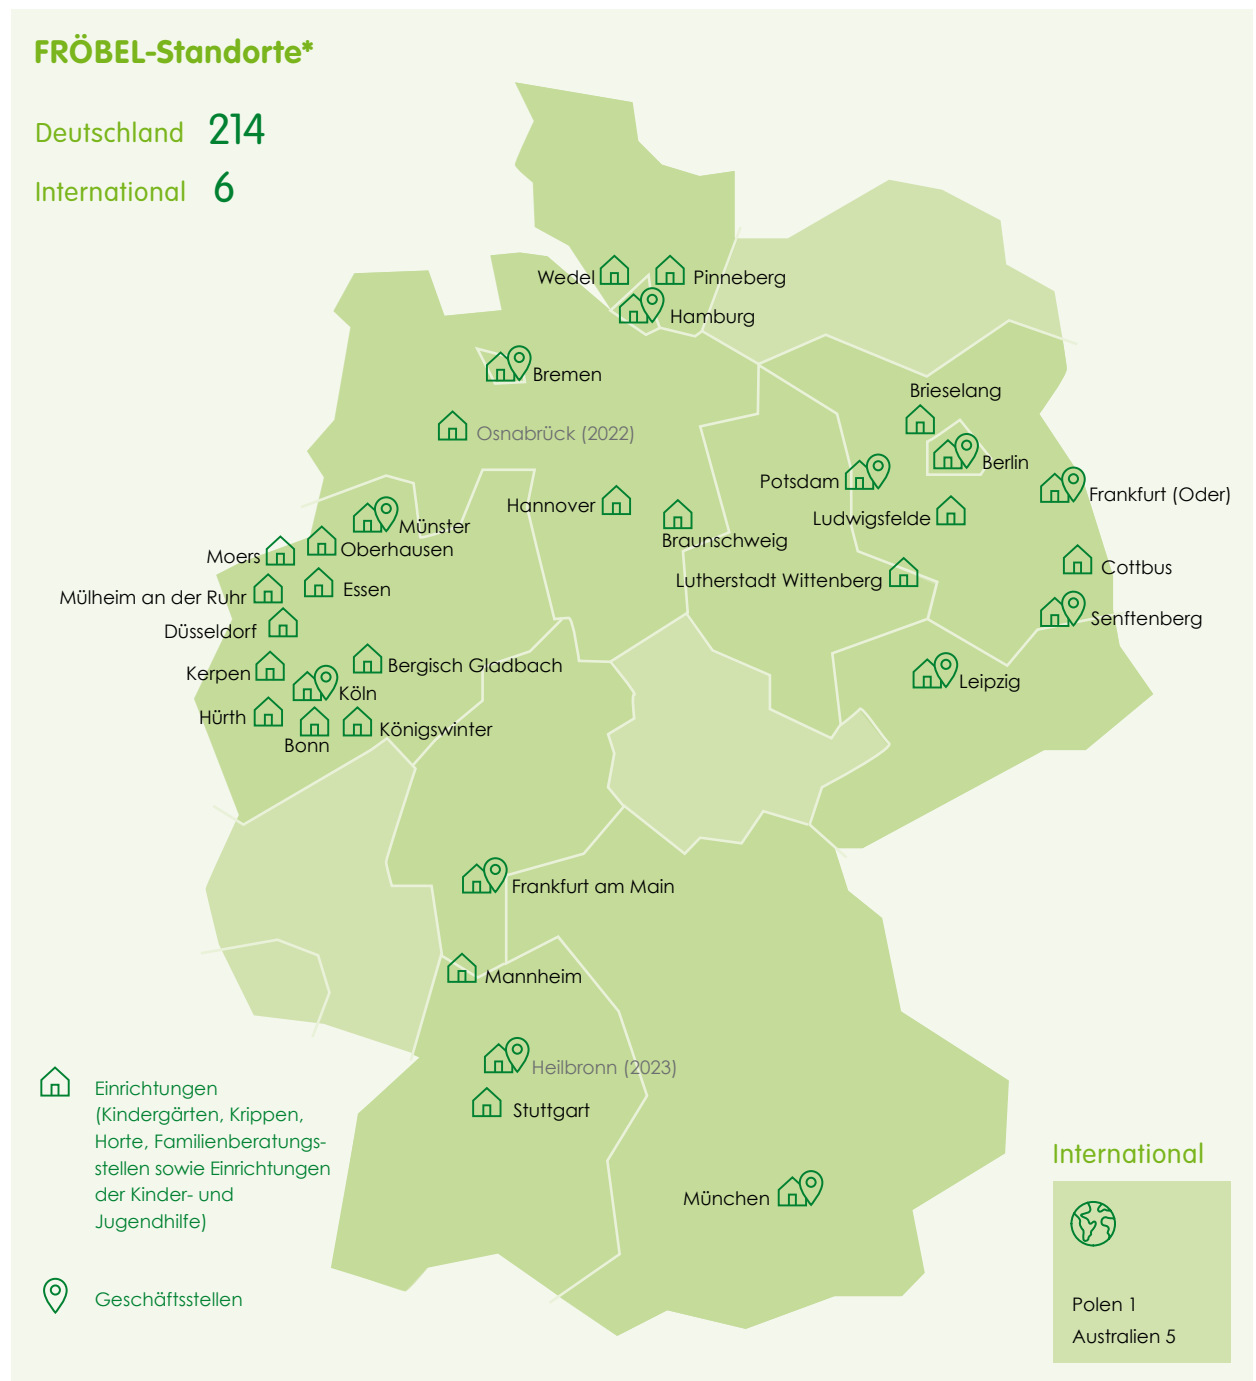 FRÖBEL-Standorte*
Deutschland 214
International 6
Wedel
Pinneberg
Hamburg
Bremen
Osnabrück (2022)
Brieselang
Berlin
Potsdam
Frankfurt (Oder)
Hannover
Ludwigsfelde
Braunschweig
Münster
Oberhausen
Moers
Cottbus
Lutherstadt Wittenberg
Essen
Mülheim an der Ruhr
Senftenberg
Düsseldorf
Bergisch Gladbach
Kerpen
Leipzig
Köln
Hürth
Königswinter
Bonn
Frankfurt am Main
Mannheim
Heilbronn (2023)
Stuttgart
München
Einrichtungen
(Kindergärten, Krippen,
Horte, Familienberatungs-
stellen sowie Einrichtungen
der Kinder- und
Jugendhilfe)
Geschäftsstellen
International
Polen 1
Australien 5